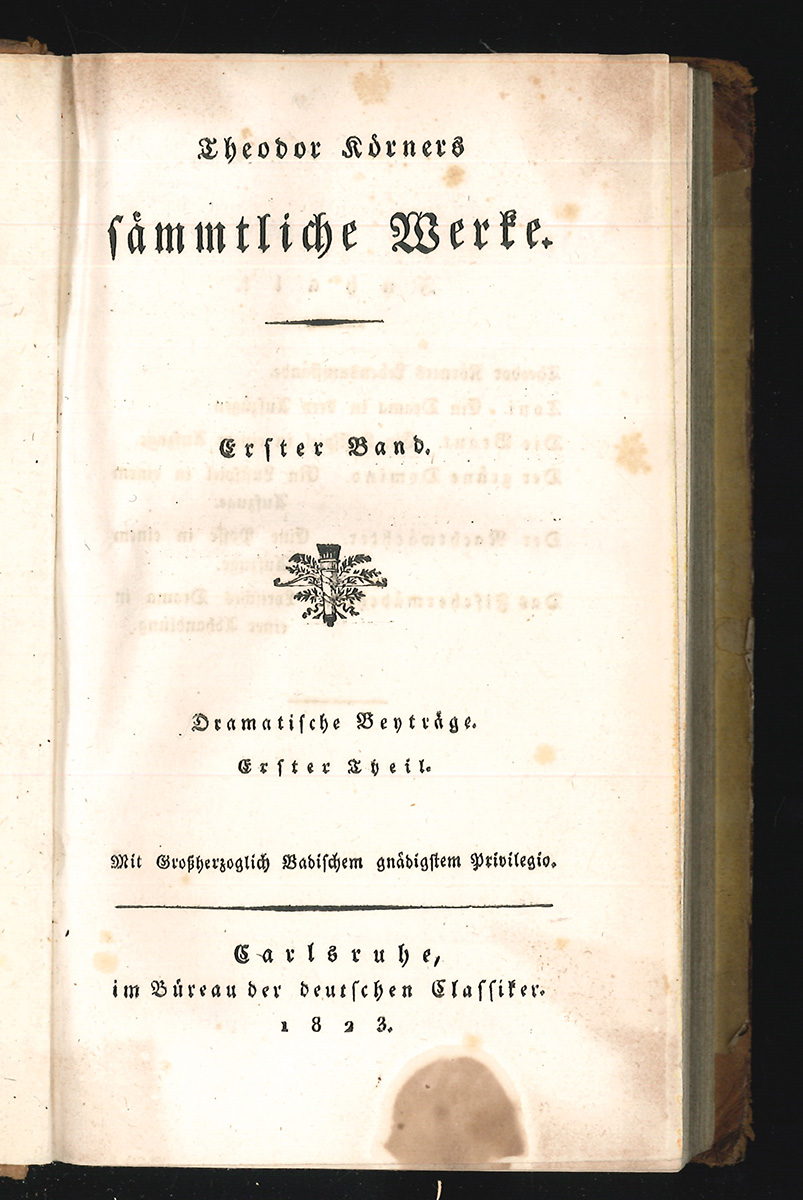 Theodor Körners
sämmtliche Werke.
Erster Band.
Dramatische Beyträge.
Erster Theil.
Mit Großherzoglich Badischem gnädigstem Privilegio.
Carlsruhe,
im Büreau der deutschen Classiker.
1823.